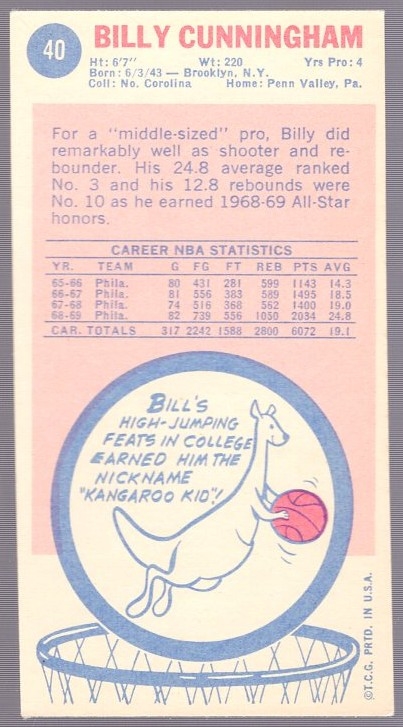 40
BILLY CUNNINGHAM
Ht: 6'7" Wt: 220 Yrs Pro: 4
Born: 6/3/43 — Brooklyn, N.Y.
Coll: No. Corolina Home: Penn Valley, Pa.
For a "middle-sized" pro, Billy did
remarkably well as shooter and re-
bounder. His 24.8 average ranked
No. 3 and his 12.8 rebounds were
No. 10 as he earned 1968-69 All-Star
honors.
CAREER NBA STATISTICS
YR. TEAM G FG FT REB PTS AVG
65-66 Phila. 80 431 281 599 1143 14.3
66-67 Phila. 81 556 383 589 1495 18.5
67-68 Phila. 74 516 368 562 1400 19.0
68-69 Phila. 82 739 556 1050 2034 24.8
CAR. TOTALS 317 2242 1588 2800 6072 19.1
BILL'S
HIGH-JUMPING
FEATS IN COLLEGE
EARNED HIM THE
NICKNAME
"KANGAROO KID"!
©T.C.G. PRTD. IN U.S.A.